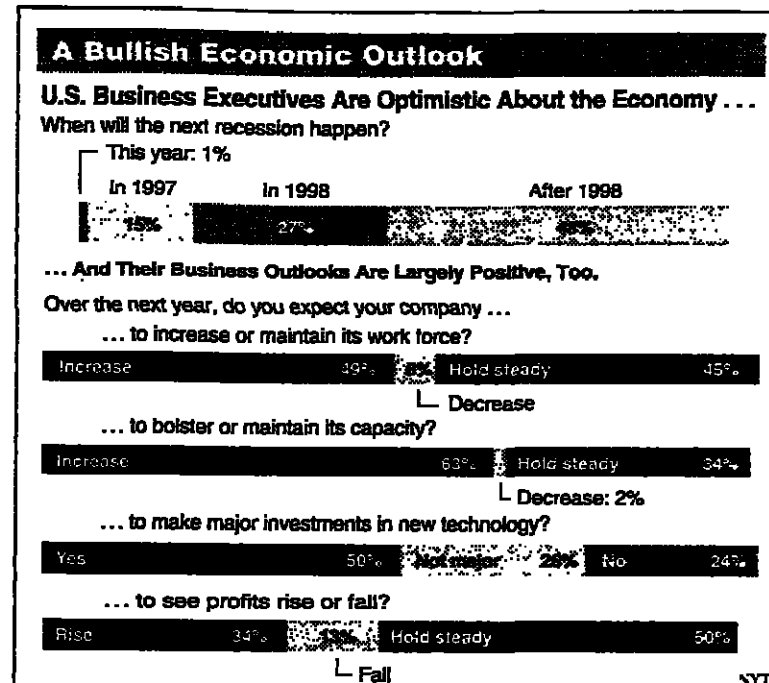 A Bullish Economic Outlook
U.S. Business Executives Are Optimistic About the Economy ...
When will the next recession happen?
This year: 1%
In 1997 In 1998 After 1998
15% 27%
... And Their Business Outlooks Are Largely Positive, Too.
Over the next year, do you expect your company ...
... to increase or maintain its work force?
Increase 49% Hold steady 45%
Decrease
... to bolster or maintain its capacity?
Increase 63% Hold steady 34%
Decrease: 2%
... to make major investments in new technology?
Yes 50% Not major 26% No 24%
... to see profits rise or fall?
Rise 34% 13% Hold steady 50%
Fall
NYT